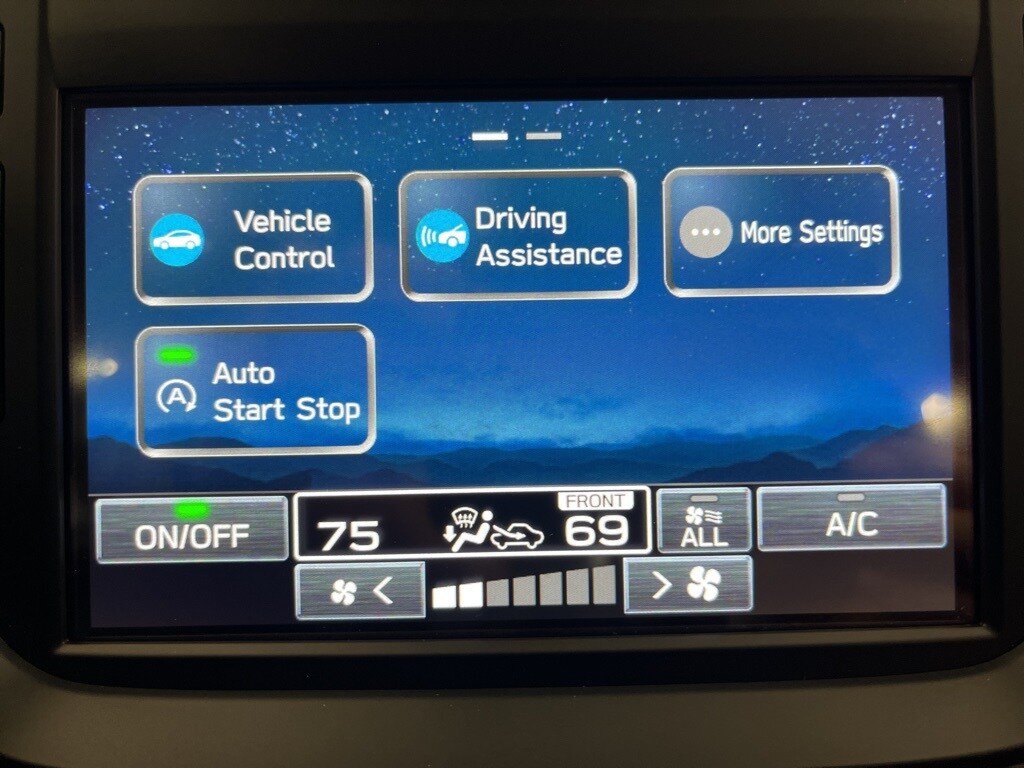 Vehicle
Control
Driving
Assistance
More Settings
A
Auto
Start Stop
ON/OFF
75
FRONT
69
ALL
A/C
<
>